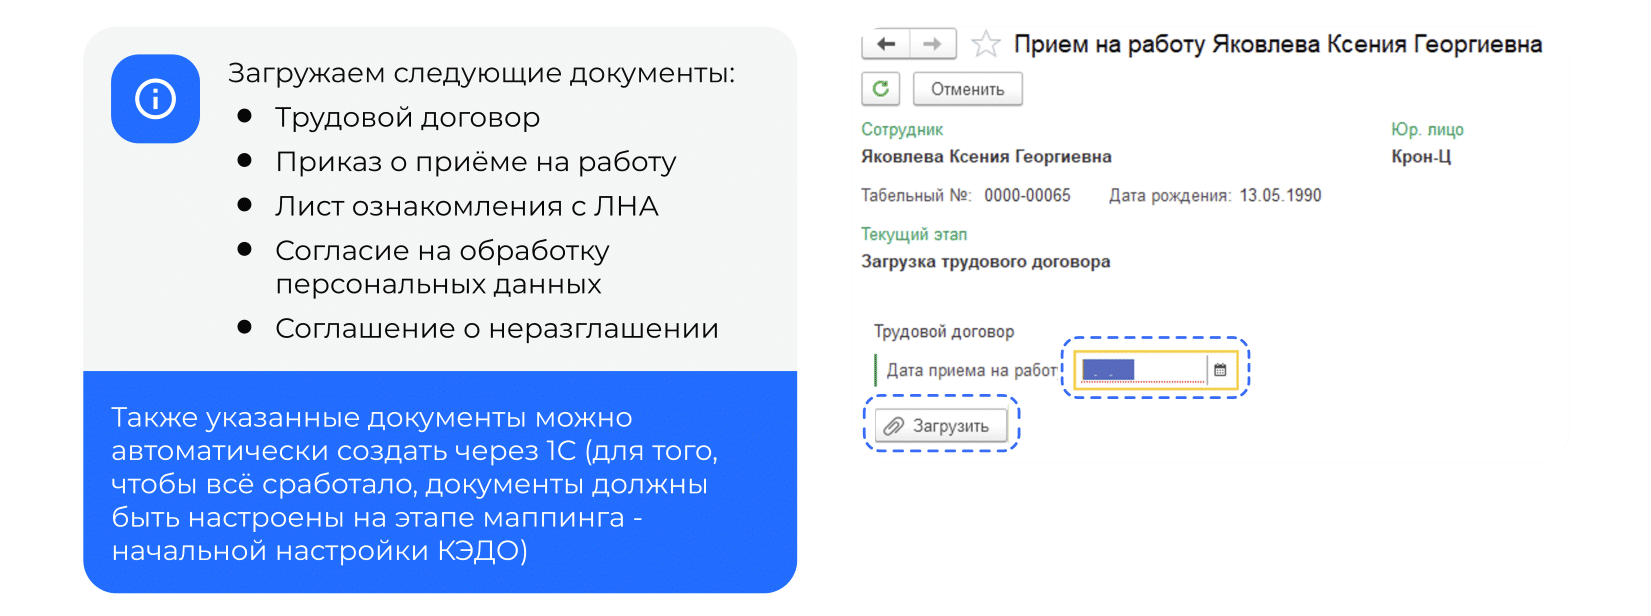 Загружаем следующие документы:
Трудовой договор
Приказ о приёме на работу
Лист ознакомления с ЛНА
Согласие на обработку
персональных данных
Соглашение о неразглашении
Также указанные документы можно
автоматически создать через 1С (для того,
чтобы всё сработало, документы должны
быть настроены на этапе маппинга -
начальной настройки КЭДО)
Прием на работу Яковлева Ксения Георгиевна
Отменить
Сотрудник
Юр. лицо
Яковлева Ксения Георгиевна
Крон-Ц
Табельный №: 0000-00065 Дата рождения: 13.05.1990
Текущий этап
Загрузка трудового договора
Трудовой договор
Дата приема на работ
Загрузить